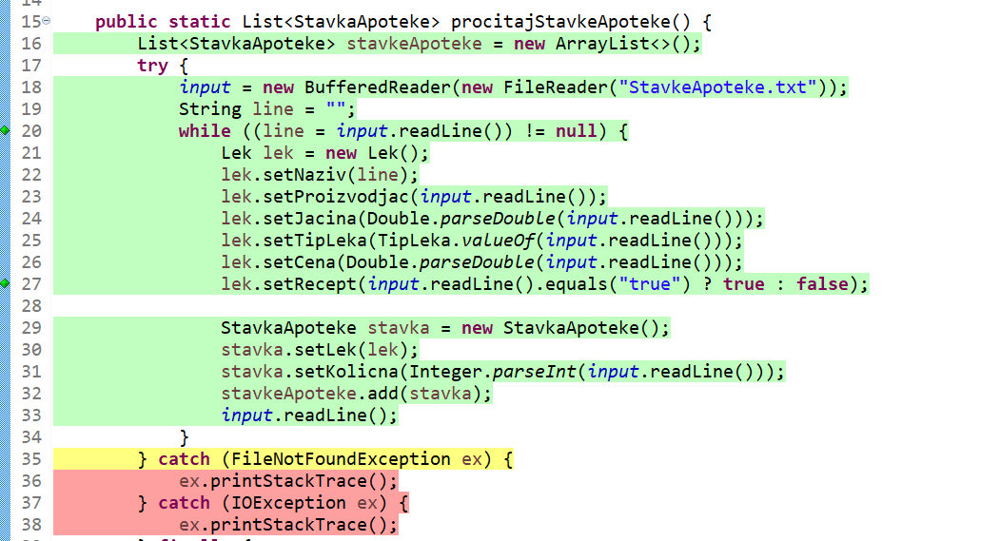 15 public static List<StavkaApoteke> procitajStavkeApoteke() {
16 List<StavkaApoteke> stavkeApoteke = new ArrayList<>();
17 try {
18 input = new BufferedReader(new FileReader("StavkeApoteke.txt"));
19 String line = "";
20 while ((line = input.readLine()) != null) {
21 Lek lek = new Lek();
22 lek.setNaziv(line);
23 lek.setProizvodjac(input.readLine());
24 lek.setJacina(Double.parseDouble(input.readLine()));
25 lek.setTipLeka(TipLeka.valueOf(input.readLine()));
26 lek.setCena(Double.parseDouble(input.readLine()));
27 lek.setRecept(input.readLine().equals("true") ? true : false);
28
29 StavkaApoteke stavka = new StavkaApoteke();
30 stavka.setLek(lek);
31 stavka.setKolicna(Integer.parseInt(input.readLine()));
32 stavkeApoteke.add(stavka);
33 input.readLine();
34 }
35 } catch (FileNotFoundException ex) {
36 ex.printStackTrace();
37 } catch (IOException ex) {
38 ex.printStackTrace();